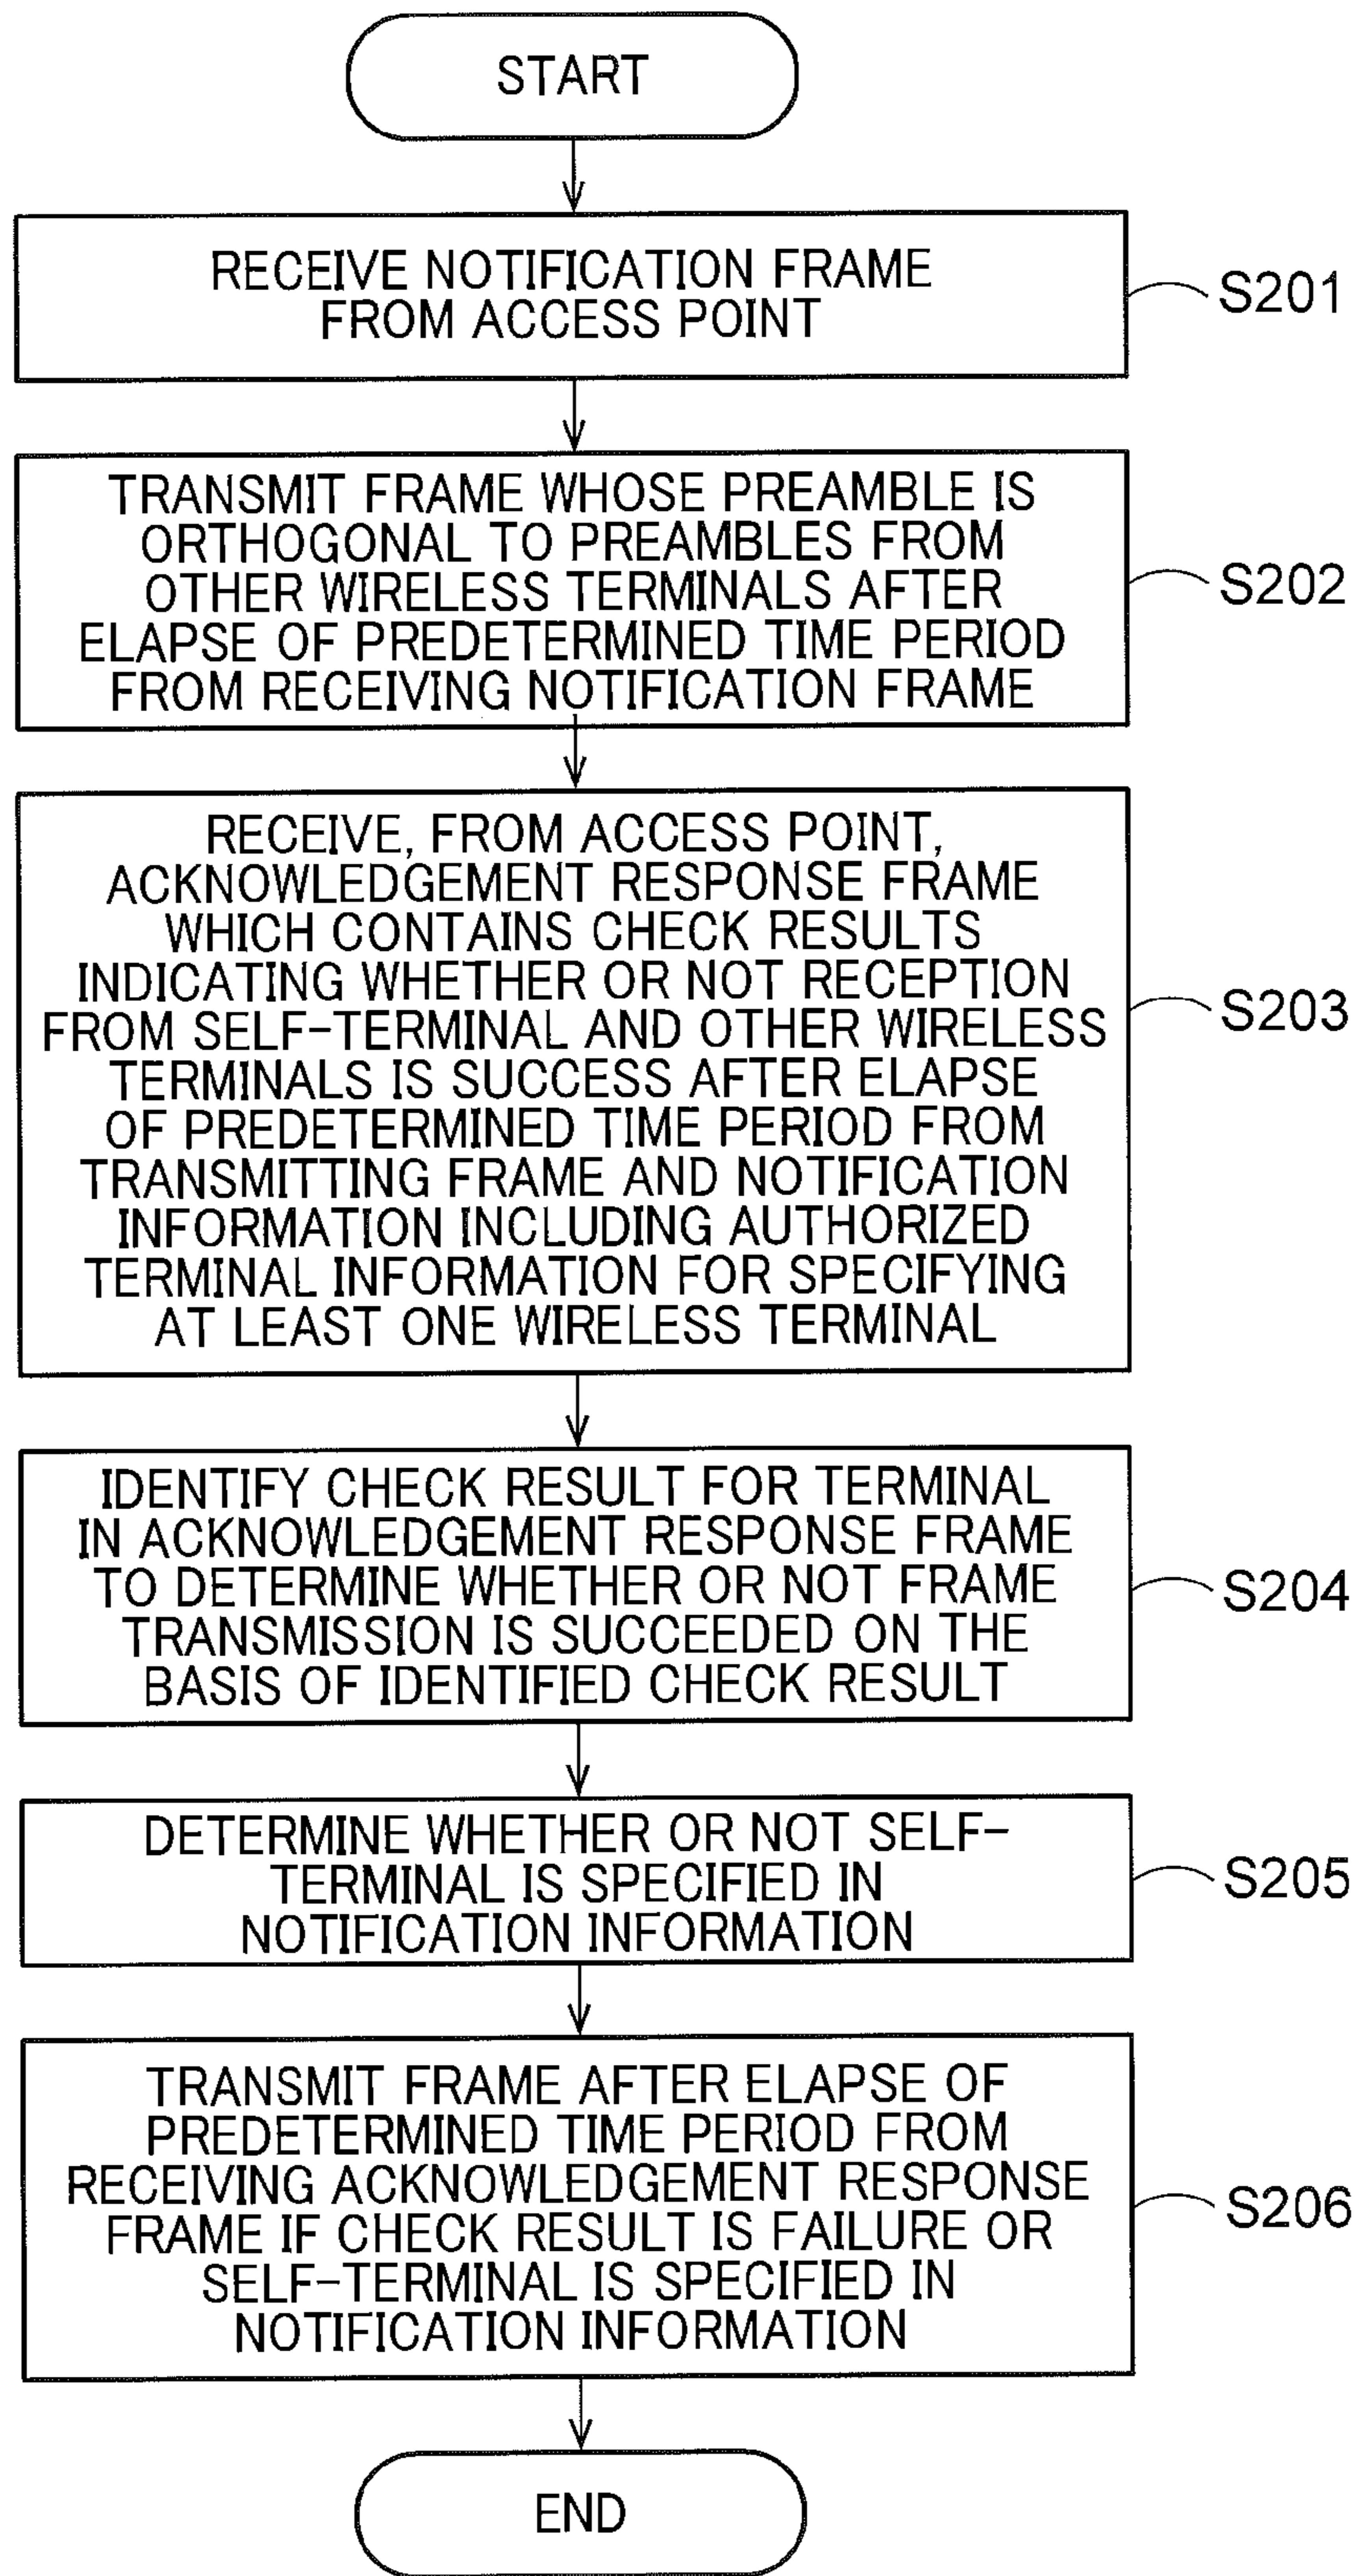 START
RECEIVE NOTIFICATION FRAME
FROM ACCESS POINT
S201
TRANSMIT FRAME WHOSE PREAMBLE IS
ORTHOGONAL TO PREAMBLES FROM
OTHER WIRELESS TERMINALS AFTER
ELAPSE OF PREDETERMINED TIME PERIOD
FROM RECEIVING NOTIFICATION FRAME
S202
RECEIVE, FROM ACCESS POINT,
ACKNOWLEDGEMENT RESPONSE FRAME
WHICH CONTAINS CHECK RESULTS
INDICATING WHETHER OR NOT RECEPTION
FROM SELF-TERMINAL AND OTHER WIRELESS
TERMINALS IS SUCCESS AFTER ELAPSE
OF PREDETERMINED TIME PERIOD FROM
TRANSMITTING FRAME AND NOTIFICATION
INFORMATION INCLUDING AUTHORIZED
TERMINAL INFORMATION FOR SPECIFYING
AT LEAST ONE WIRELESS TERMINAL
S203
IDENTIFY CHECK RESULT FOR TERMINAL
IN ACKNOWLEDGEMENT RESPONSE FRAME
TO DETERMINE WHETHER OR NOT FRAME
TRANSMISSION IS SUCCEEDED ON THE
BASIS OF IDENTIFIED CHECK RESULT
S204
DETERMINE WHETHER OR NOT SELF-
TERMINAL IS SPECIFIED IN
NOTIFICATION INFORMATION
S205
TRANSMIT FRAME AFTER ELAPSE OF
PREDETERMINED TIME PERIOD FROM
RECEIVING ACKNOWLEDGEMENT RESPONSE
FRAME IF CHECK RESULT IS FAILURE OR
SELF-TERMINAL IS SPECIFIED IN
NOTIFICATION INFORMATION
S206
END